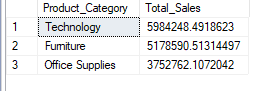 Product_Category Total_Sales
1 Technology 5984248.4918623
2 Furniture 5178590.51314497
3 Office Supplies 3752762.1072042